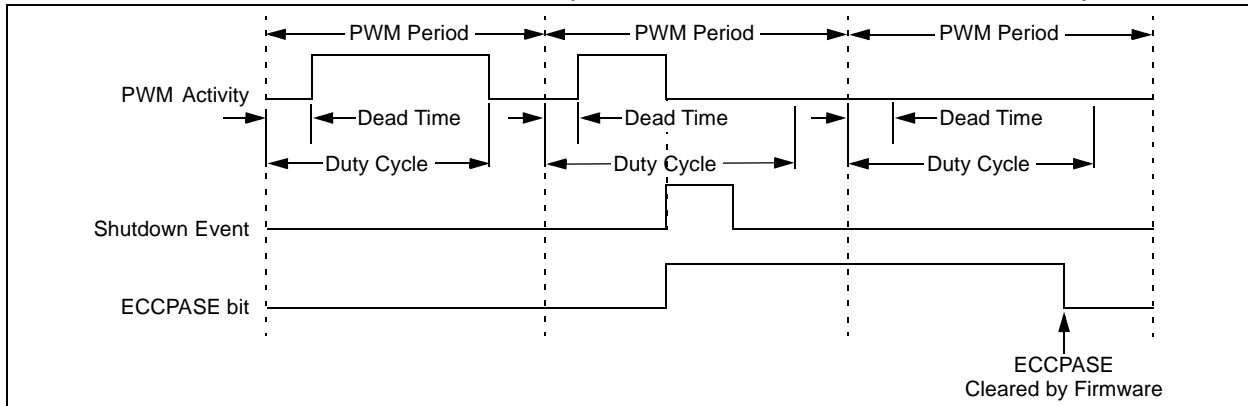 PWM Period PWM Period PWM Period
PWM Activity
Dead Time Dead Time Dead Time
Duty Cycle Duty Cycle Duty Cycle
Shutdown Event
ECCPASE bit
ECCPASE
Cleared by Firmware